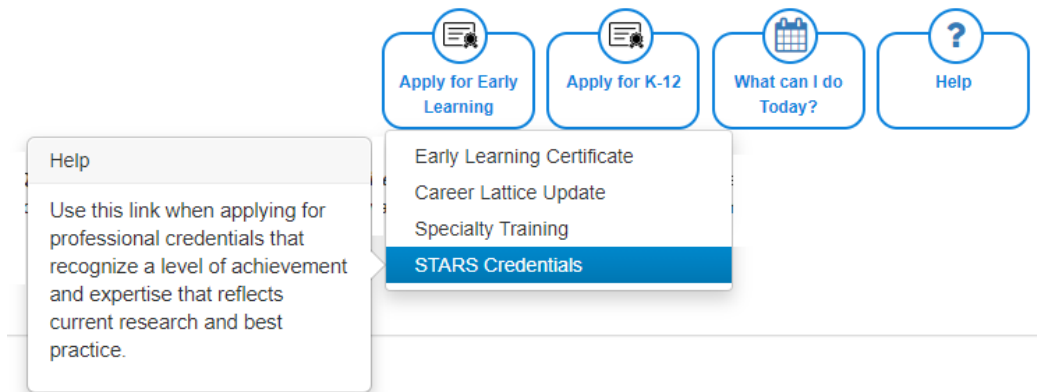 ?
Apply for Early
Learning
Apply for K-12
What can I do
Today?
Help
Help
Use this link when applying for
professional credentials that
recognize a level of achievement
and expertise that reflects
current research and best
practice.
Early Learning Certificate
Career Lattice Update
Specialty Training
STARS Credentials